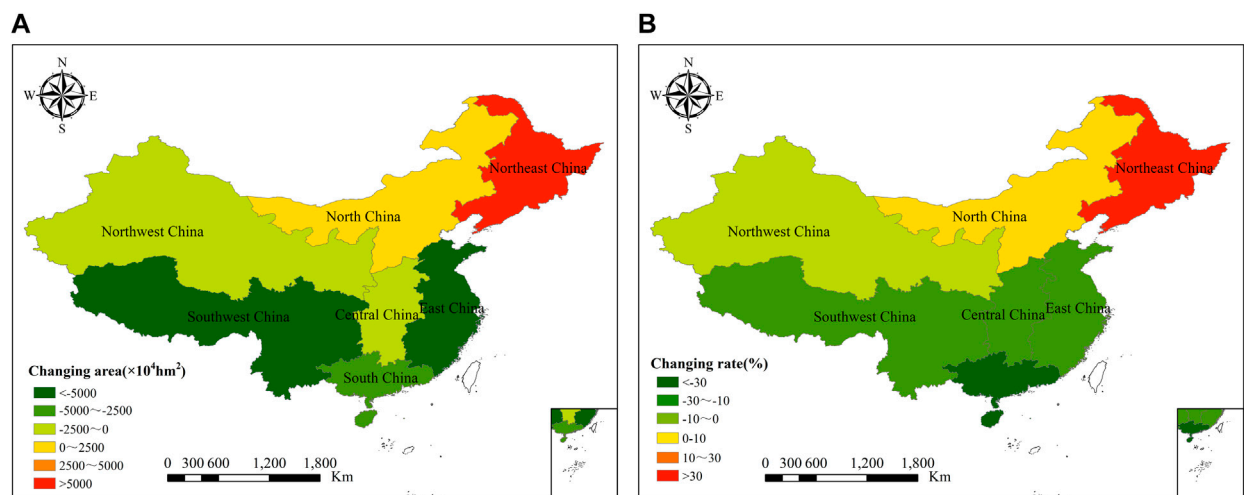 A
N
W
E
S
Northeast China
North China
Northwest China
Southwest China
Central China
East China
South China
Changing area(×10⁴hm²)
<-5000
-5000～-2500
-2500～0
0～2500
2500～5000
>5000
0 300 600 1,200 1,800
Km
B
N
W
E
S
Northeast China
North China
Northwest China
Southwest China
Central China
East China
Changing rate(%)
<-30
-30～-10
-10～0
0-10
10～30
>30
0 300 600 1,200 1,800
Km